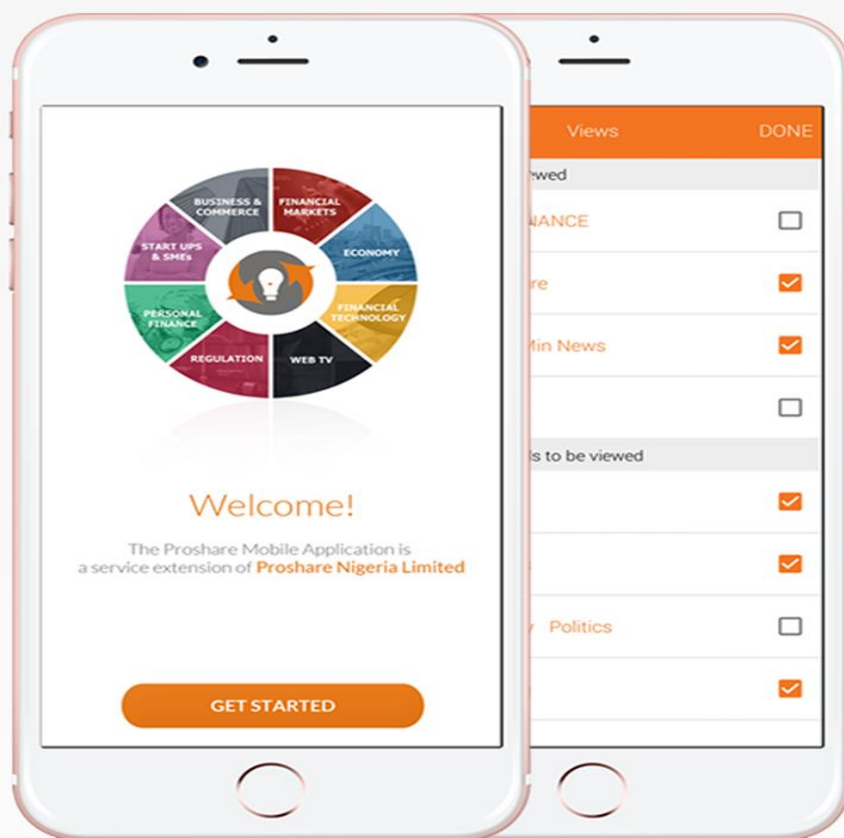 BUSINESS &
COMMERCE
FINANCIAL
MARKETS
START UPS
& SMEs
ECONOMY
PERSONAL
FINANCE
FINANCIAL
TECHNOLOGY
REGULATION
WEB TV
Welcome!
The Proshare Mobile Application is
a service extension of Proshare Nigeria Limited
GET STARTED
Views DONE
ewed
NANCE
re
Min News
ls to be viewed
Politics